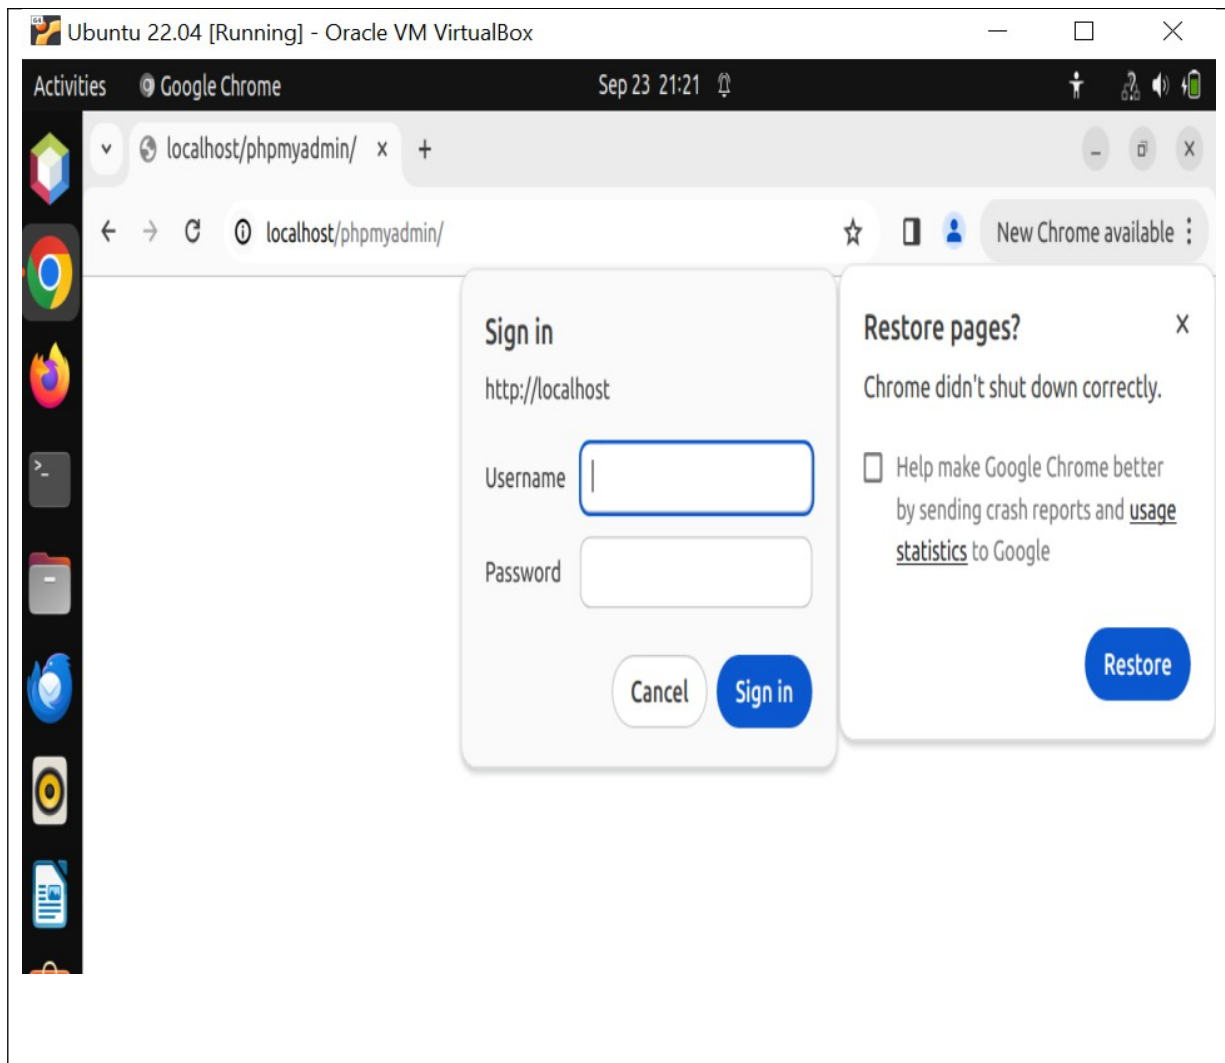 Ubuntu 22.04 [Running] - Oracle VM VirtualBox
Activities Google Chrome Sep 23 21:21
localhost/phpmyadmin/
localhost/phpmyadmin/ New Chrome available
Sign in
http://localhost
Username
Password
Cancel Sign in
Restore pages?
Chrome didn't shut down correctly.
Help make Google Chrome better
by sending crash reports and usage
statistics to Google
Restore